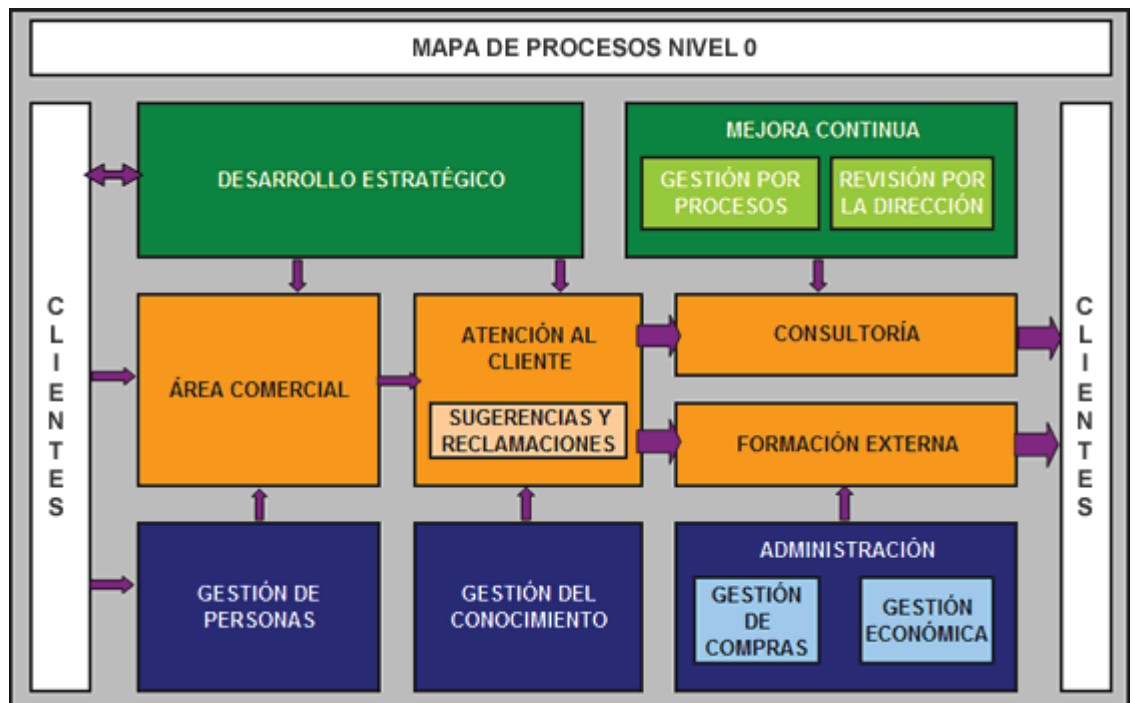 MAPA DE PROCESOS NIVEL 0
CLIENTES
DESARROLLO ESTRATÉGICO
MEJORA CONTINUA
GESTIÓN POR
PROCESOS
REVISIÓN POR
LA DIRECCIÓN
ÁREA COMERCIAL
ATENCIÓN AL
CLIENTE
SUGERENCIAS Y
RECLAMACIONES
CONSULTORÍA
FORMACIÓN EXTERNA
GESTIÓN DE
PERSONAS
GESTIÓN DEL
CONOCIMIENTO
ADMINISTRACIÓN
GESTIÓN
DE
COMPRAS
GESTIÓN
ECONÓMICA
CLIENTES